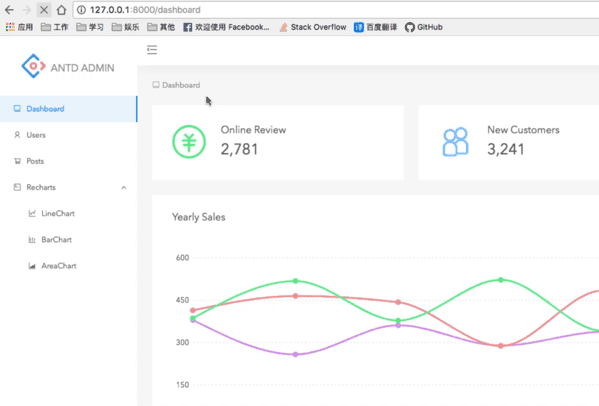 127.0.0.1:8000/dashboard
应用 工作 学习 娱乐 其他 欢迎使用 Facebook... Stack Overflow 译 百度翻译 GitHub
ANTD ADMIN
Dashboard
Dashboard
Users
Posts
Recharts
LineChart
BarChart
AreaChart
Online Review
2,781
New Customers
3,241
Yearly Sales
600
450
300
150